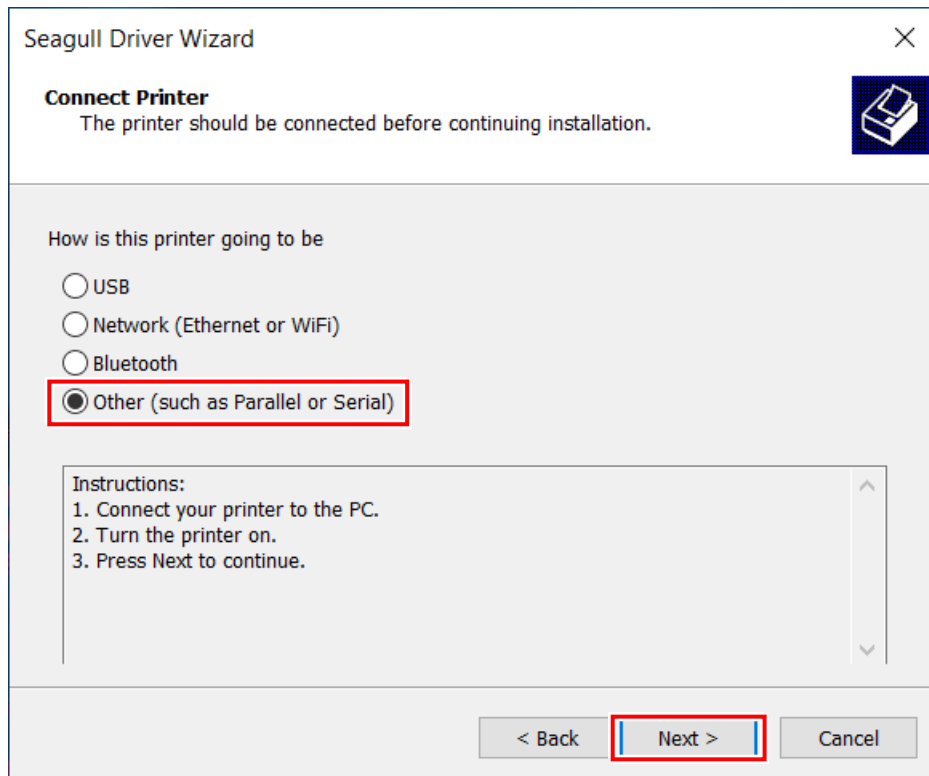 Seagull Driver Wizard
Connect Printer
The printer should be connected before continuing installation.
How is this printer going to be
USB
Network (Ethernet or WiFi)
Bluetooth
Other (such as Parallel or Serial)
Instructions:
1. Connect your printer to the PC.
2. Turn the printer on.
3. Press Next to continue.
< Back Next > Cancel